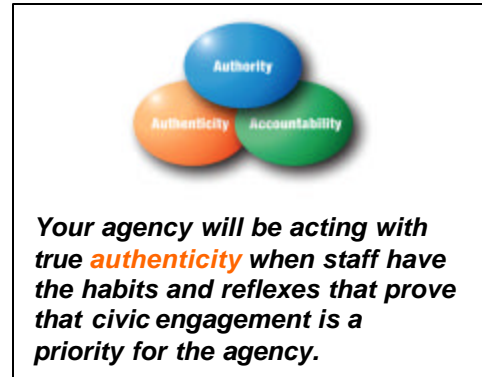 Authority
Authenticity Accountability
Your agency will be acting with
true authenticity when staff have
the habits and reflexes that prove
that civic engagement is a
priority for the agency.